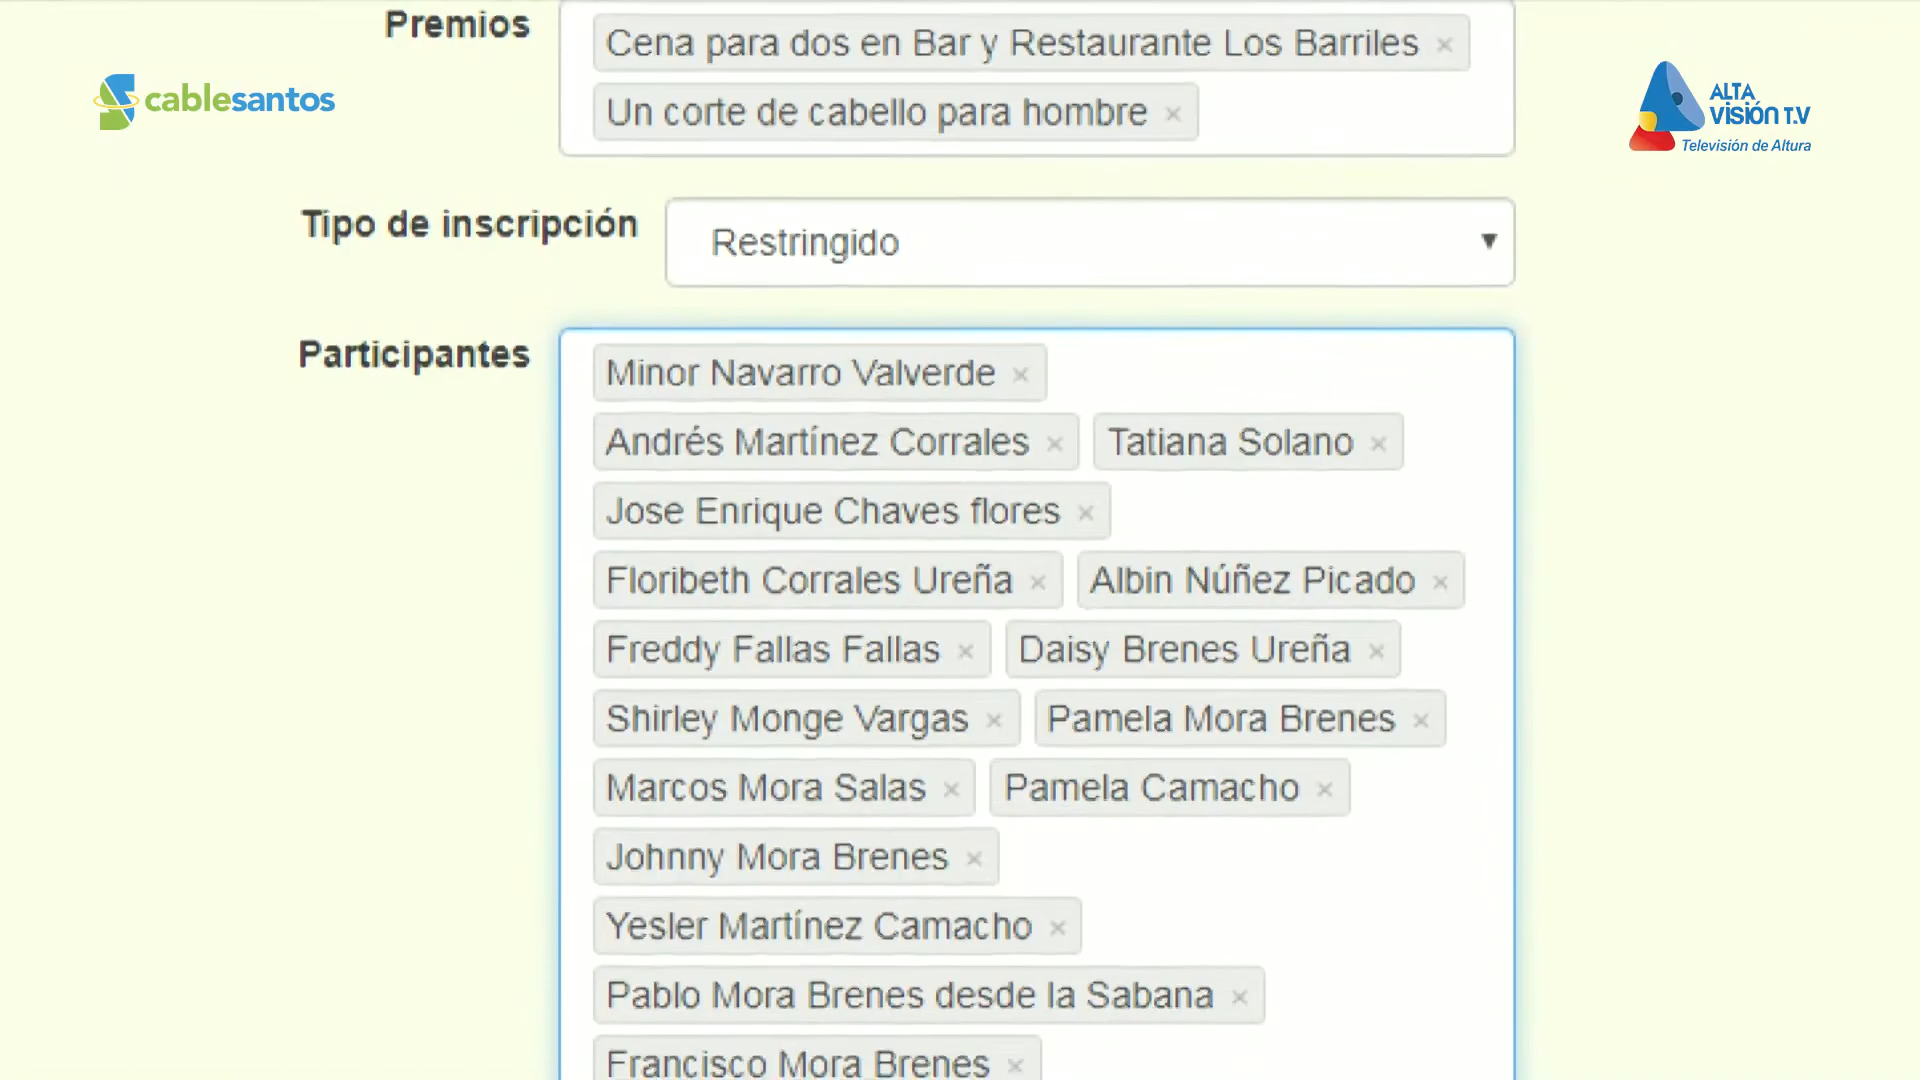 Premios
Cena para dos en Bar y Restaurante Los Barriles ×
Un corte de cabello para hombre ×
cablesantos
ALTA
VISIÓN T.V
Televisión de Altura
Tipo de inscripción
Restringido
Participantes
Minor Navarro Valverde ×
Andrés Martínez Corrales × Tatiana Solano ×
Jose Enrique Chaves flores ×
Floribeth Corrales Ureña × Albin Núñez Picado ×
Freddy Fallas Fallas × Daisy Brenes Ureña ×
Shirley Monge Vargas × Pamela Mora Brenes ×
Marcos Mora Salas × Pamela Camacho ×
Johnny Mora Brenes ×
Yesler Martínez Camacho ×
Pablo Mora Brenes desde la Sabana ×
Francisco Mora Brenes ×